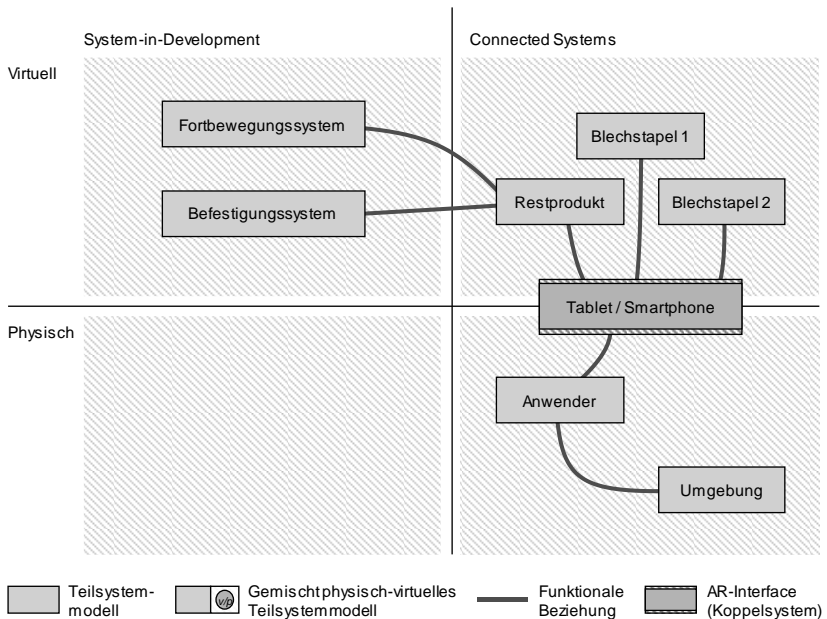 System-in-Development
Connected Systems
Virtuell
Fortbewegungssystem
Blechstapel 1
Befestigungssystem
Restprodukt
Blechstapel 2
Tablet / Smartphone
Physisch
Anwender
Umgebung
Teilsystem-
modell
v/p
Gemischt physisch-virtuelles
Teilsystemmodell
Funktionale
Beziehung
AR-Interface
(Koppelsystem)